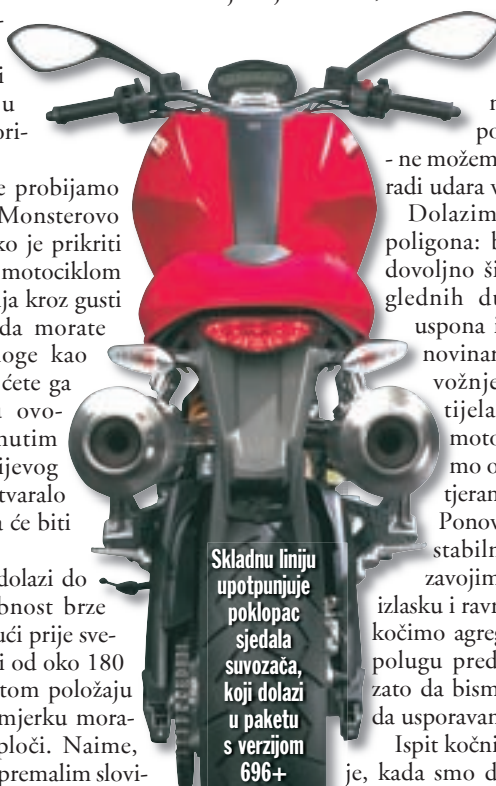 i
u
ori-
e probijamo
Monsterovo
ko je prikriti
motociklom
ja kroz gusti
da morate
oge kao
ćete ga
ovo-
nutim
ijevog
tvaralo
a će biti
dolazi do
bnost brze
ući prije sve-
i od oko 180
tom položaju
mjerku mora-
ploči. Naime,
premalim slovi-
Skladnu liniju
upotpunjuje
poklopac
sjedala
suvozača,
koji dolazi
u paketu
s verzijom
696+
po
- ne možem
radi udara v
Dolazim
poligona: b
dovoljno ši
glednih du
uspona i
novinar
vožnje
tijela
moto
mo o
tjeran
Ponov
stabiln
zavojim
izlasku i ravn
kočimo agreg
polugu pred
zato da bism
da usporavan
Ispit kočni
je, kada smo d